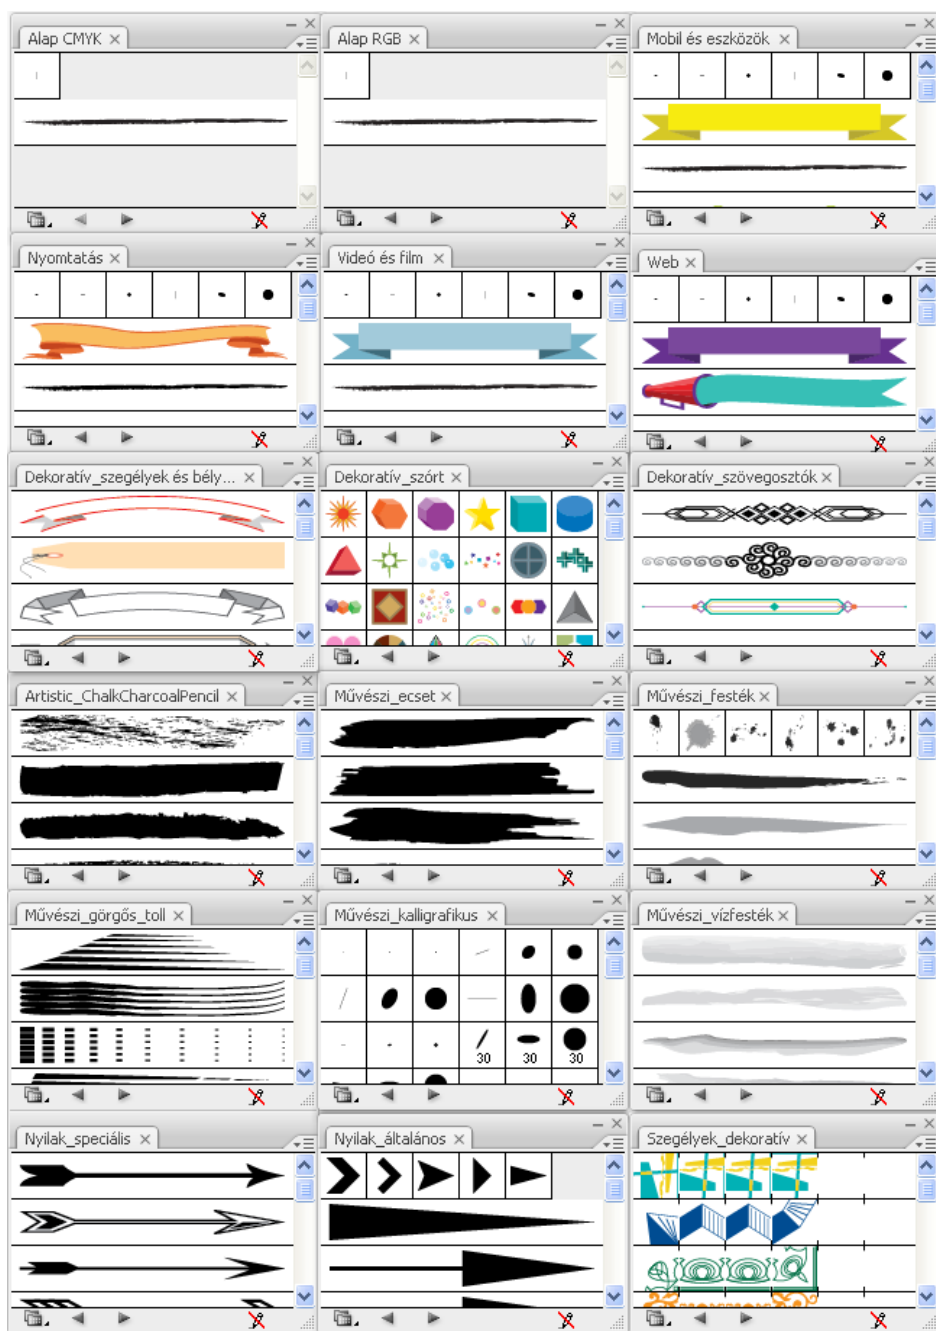 Alap CMYK
Alap RGB
Mobil és eszközök
Nyomtatás
Videó és film
Web
Dekoratív_szegélyek és bély...
Dekoratív_szórt
Dekoratív_szövegosztók
Artistic_ChalkCharcoalPencil
Művészi_ecset
Művészi_festék
Művészi_görgős_toll
Művészi_kalligrafikus
30 30 30
Művészi_vízfesték
Nyilak_speciális
Nyilak_általános
Szegélyek_dekoratív